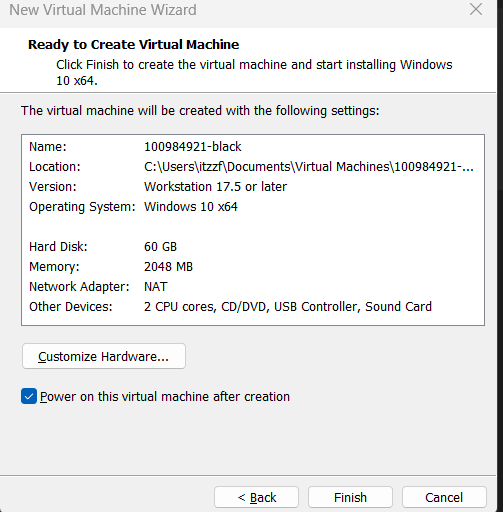 New Virtual Machine Wizard
Ready to Create Virtual Machine
Click Finish to create the virtual machine and start installing Windows
10 x64.
The virtual machine will be created with the following settings:
Name: 100984921-black
Location: C:\Users\itzzf\Documents\Virtual Machines\100984921-...
Version: Workstation 17.5 or later
Operating System: Windows 10 x64
Hard Disk: 60 GB
Memory: 2048 MB
Network Adapter: NAT
Other Devices: 2 CPU cores, CD/DVD, USB Controller, Sound Card
Customize Hardware...
Power on this virtual machine after creation
< Back Finish Cancel